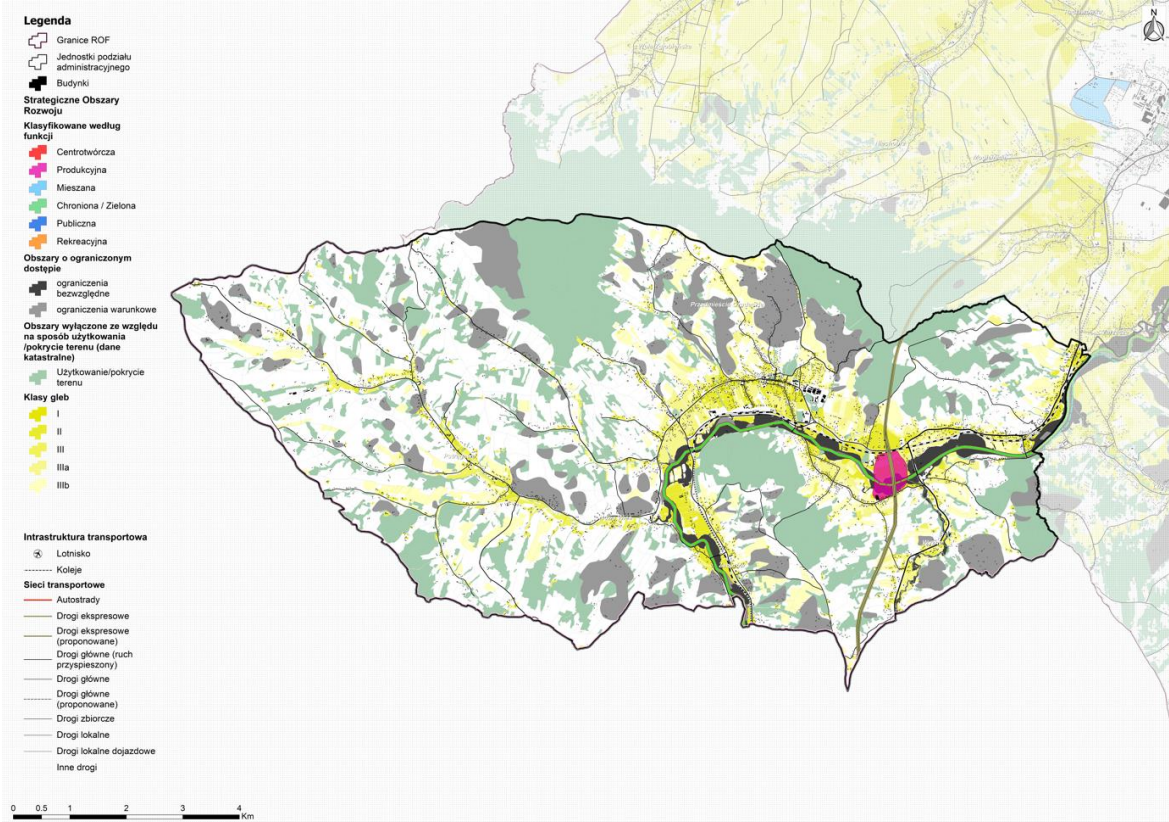 Legenda
Granice ROF
Jednostki podziału
administracyjnego
Budynki
Strategiczne Obszary
Rozwoju
Klasyfikowane według
funkcji
Centrotwórcza
Produkcyjna
Mieszana
Chroniona / Zielona
Publiczna
Rekreacyjna
Obszary o ograniczonym
dostępie
ograniczenia
bezwzględne
ograniczenia warunkowe
Obszary wyłączone ze względu
na sposób użytkowania
/pokrycie terenu (dane
katastralne)
Użytkowanie/pokrycie
terenu
Klasy gleb
I
II
III
IIIa
IIIb
Intrastruktura transportowa
Lotnisko
Koleje
Sieci transportowe
Autostrady
Drogi ekspresowe
Drogi ekspresowe
(proponowane)
Drogi główne (ruch
przyspieszony)
Drogi główne
Drogi główne
(proponowane)
Drogi zbiorcze
Drogi lokalne
Drogi lokalne dojazdowe
Inne drogi
0 0.5 1 2 3 4
Km
N